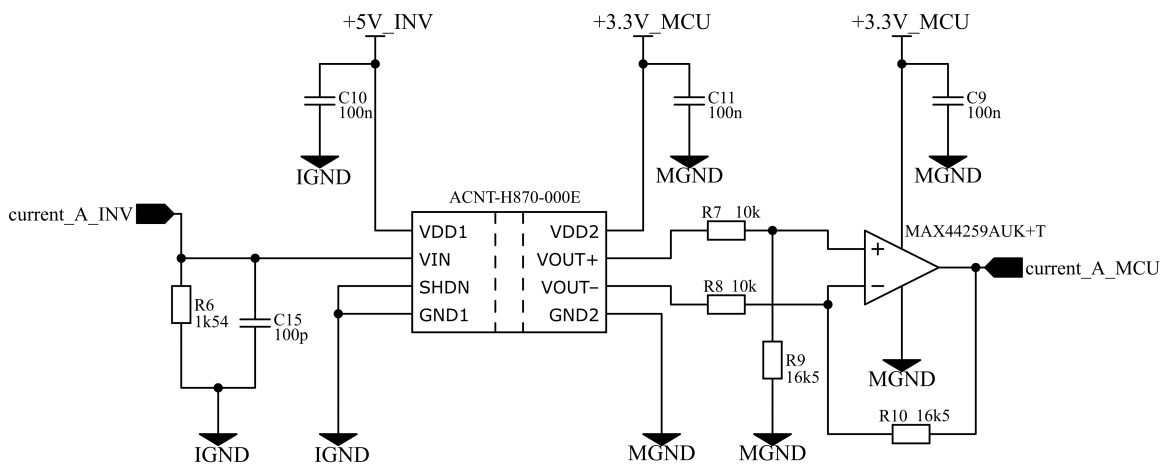 +5V_INV
+3.3V_MCU
+3.3V_MCU
C10
100n
C11
100n
C9
100n
IGND
MGND
MGND
ACNT-H870-000E
current_A_INV
VDD1
VIN
SHDN
GND1
VDD2
VOUT+
VOUT–
GND2
R7 10k
R8 10k
MAX44259AUK+T
+
–
current_A_MCU
R6
1k54
C15
100p
R9
16k5
MGND
R10 16k5
IGND
IGND
MGND
MGND